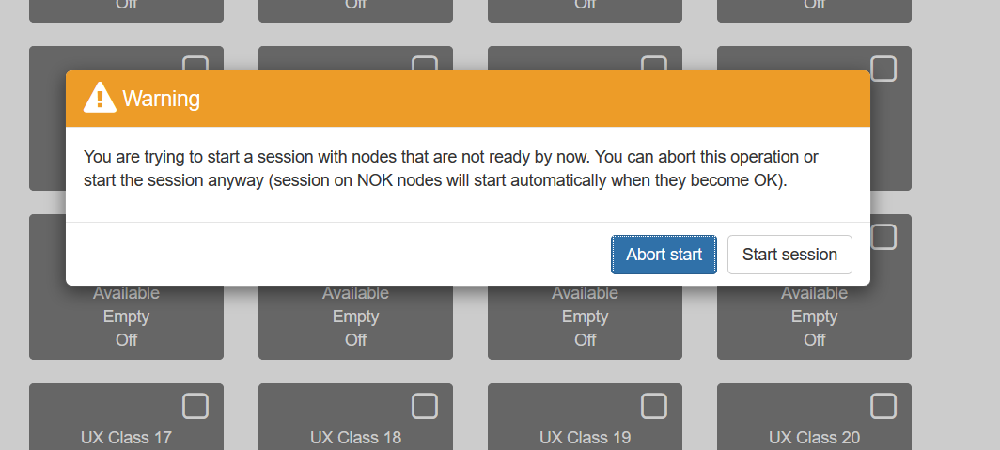 Off Off Off Off
Warning
You are trying to start a session with nodes that are not ready by now. You can abort this operation or
start the session anyway (session on NOK nodes will start automatically when they become OK).
Abort start Start session
Available Available Available Available
Empty Empty Empty Empty
Off Off Off Off
UX Class 17 UX Class 18 UX Class 19 UX Class 20